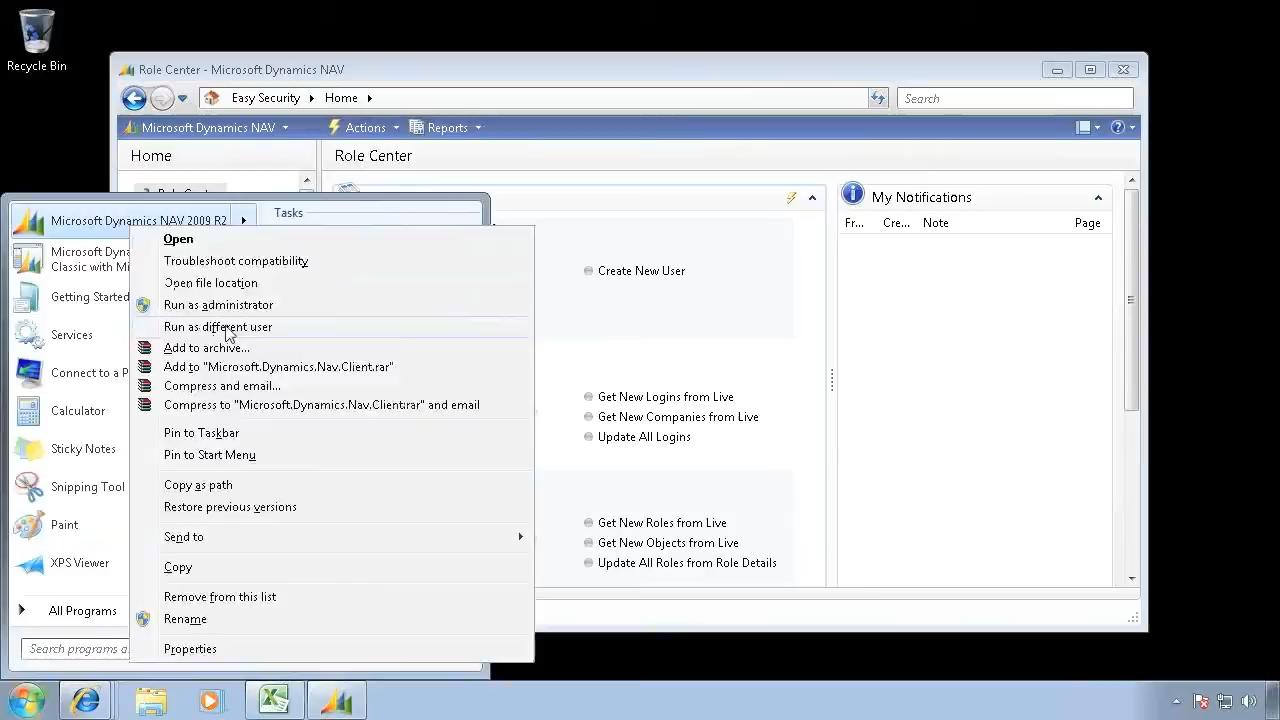 Recycle Bin
Role Center - Microsoft Dynamics NAV
Easy Security
Home
Search
Microsoft Dynamics NAV
Actions
Reports
Home
Role Center
Microsoft Dynamics NAV 2009 R2
Tasks
My Notifications
Fr...
Cre...
Note
Page
Microsoft Dyna
Classic with Mi
Getting Started
Services
Connect to a P
Calculator
Sticky Notes
Snipping Tool
Paint
XPS Viewer
All Programs
Search programs a
Open
Troubleshoot compatibility
Open file location
Run as administrator
Run as different user
Add to archive...
Add to "Microsoft.Dynamics.Nav.Client.rar"
Compress and email...
Compress to "Microsoft.Dynamics.Nav.Client.rar" and email
Pin to Taskbar
Pin to Start Menu
Copy as path
Restore previous versions
Send to
Copy
Remove from this list
Rename
Properties
Create New User
Get New Logins from Live
Get New Companies from Live
Update All Logins
Get New Roles from Live
Get New Objects from Live
Update All Roles from Role Details